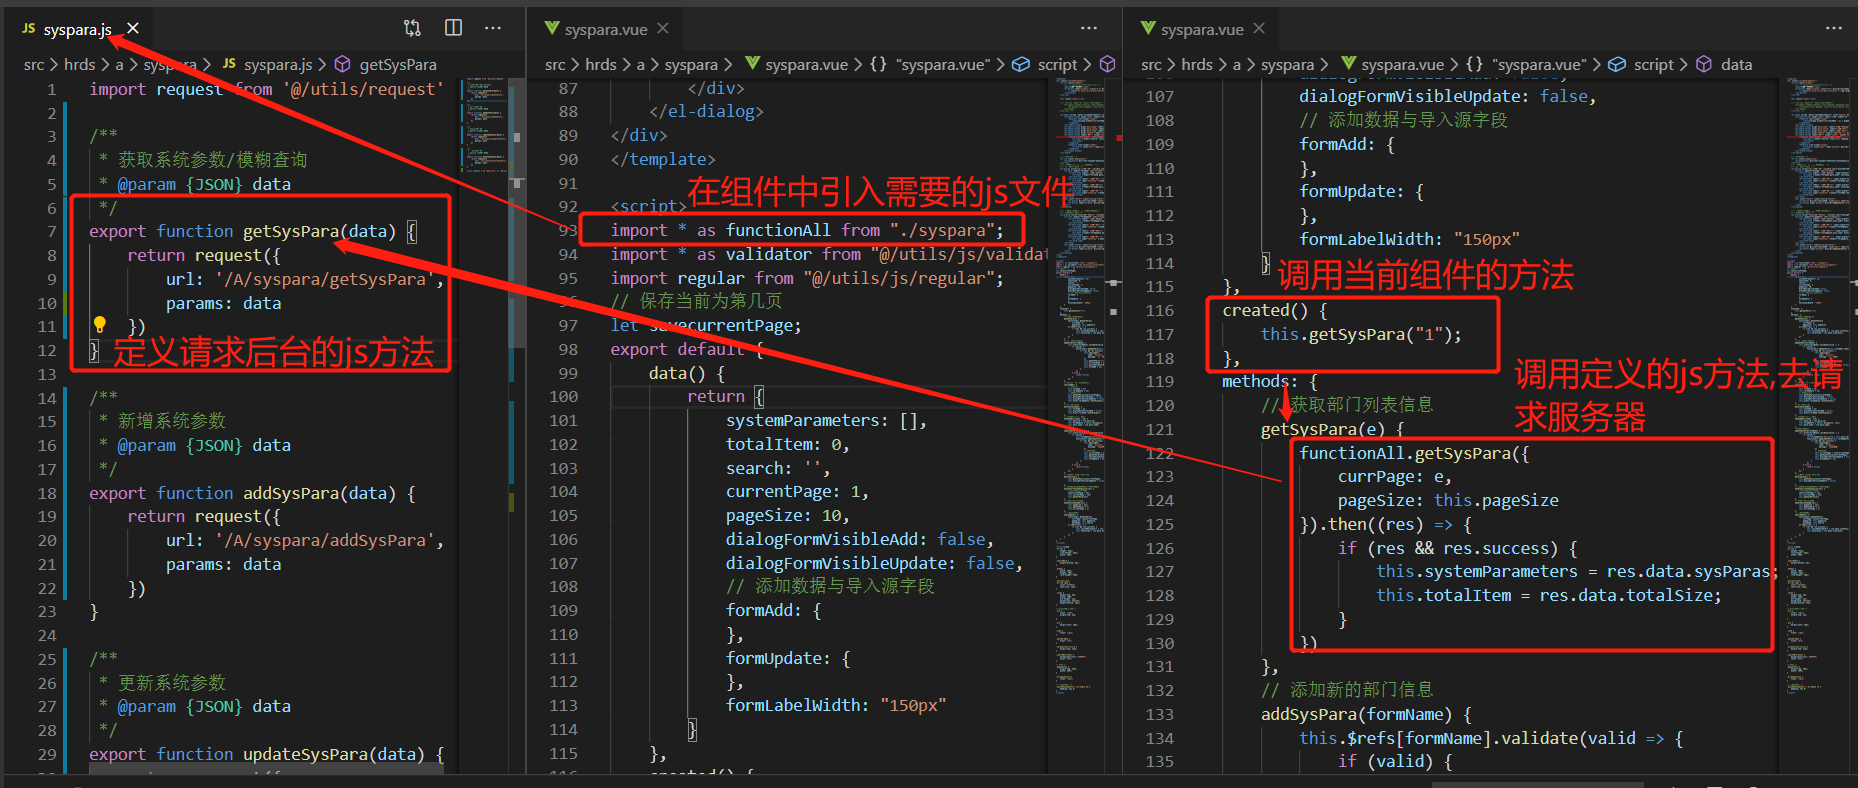 JS syspara.js ×
src > hrds > a > syspara > JS syspara.js > getSysPara
1 import request from '@/utils/request'
2
3 /**
4 * 获取系统参数/模糊查询
5 * @param {JSON} data
6 */
7 export function getSysPara(data) {
8 return request({
9 url: '/A/syspara/getSysPara',
10 params: data
11 })
12 }
定义请求后台的js方法
13
14 /**
15 * 新增系统参数
16 * @param {JSON} data
17 */
18 export function addSysPara(data) {
19 return request({
20 url: '/A/syspara/addSysPara',
21 params: data
22 })
23 }
24
25 /**
26 * 更新系统参数
27 * @param {JSON} data
28 */
29 export function updateSysPara(data) {
syspara.vue ×
src > hrds > a > syspara > syspara.vue > {} "syspara.vue" > script >
87 </div>
88 </el-dialog>
89 </div>
90 </template>
91
在组件中引入需要的js文件
92 <script>
93 import * as functionAll from "./syspara";
94 import * as validator from "@/utils/js/validat
95 import regular from "@/utils/js/regular";
96 // 保存当前为第几页
97 let savecurrentPage;
98 export default {
99 data() {
100 return {
101 systemParameters: [],
102 totalItem: 0,
103 search: '',
104 currentPage: 1,
105 pageSize: 10,
106 dialogFormVisibleAdd: false,
107 dialogFormVisibleUpdate: false,
108 // 添加数据与导入源字段
109 formAdd: {
110 },
111 formUpdate: {
112 },
113 formLabelWidth: "150px"
114 }
115 },
116 created() {
syspara.vue ×
src > hrds > a > syspara > syspara.vue > {} "syspara.vue" > script > data
107 dialogFormVisibleUpdate: false,
108 // 添加数据与导入源字段
109 formAdd: {
110 },
111 formUpdate: {
112 },
113 formLabelWidth: "150px"
114 }
调用当前组件的方法
115 },
116 created() {
117 this.getSysPara("1");
118 },
调用定义的js方法,去请
求服务器
119 methods: {
120 // 获取部门列表信息
121 getSysPara(e) {
122 functionAll.getSysPara({
123 currPage: e,
124 pageSize: this.pageSize
125 }).then((res) => {
126 if (res && res.success) {
127 this.systemParameters = res.data.sysParas;
128 this.totalItem = res.data.totalSize;
129 }
130 })
131 },
132 // 添加新的部门信息
133 addSysPara(formName) {
134 this.$refs[formName].validate(valid => {
135 if (valid) {